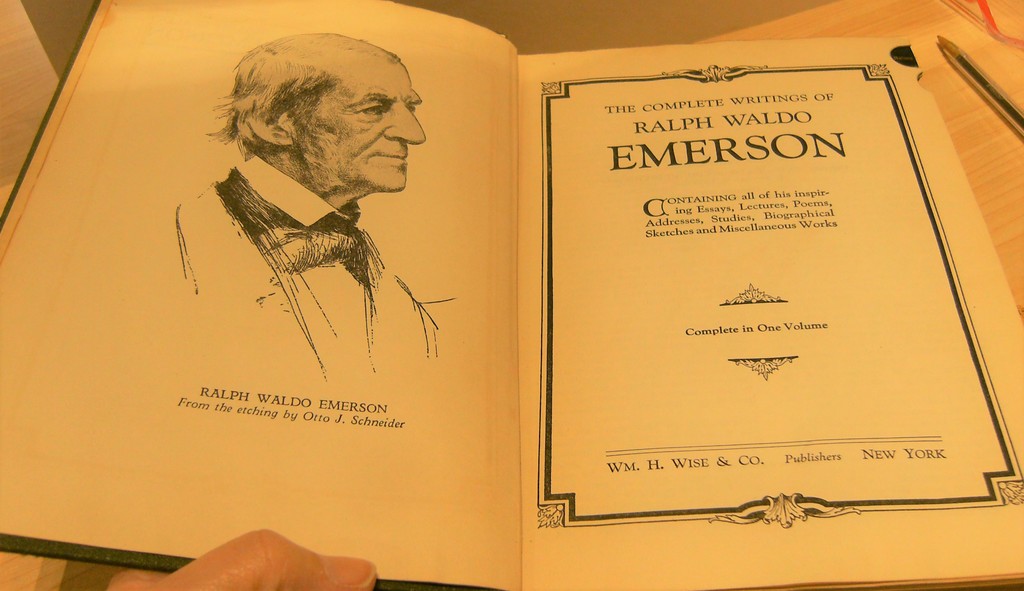 RALPH WALDO EMERSON
From the etching by Otto J. Schneider
THE COMPLETE WRITINGS OF
RALPH WALDO
EMERSON
CONTAINING all of his inspir-
ing Essays, Lectures, Poems,
Addresses, Studies, Biographical
Sketches and Miscellaneous Works
Complete in One Volume
WM. H. WISE & CO. Publishers NEW YORK